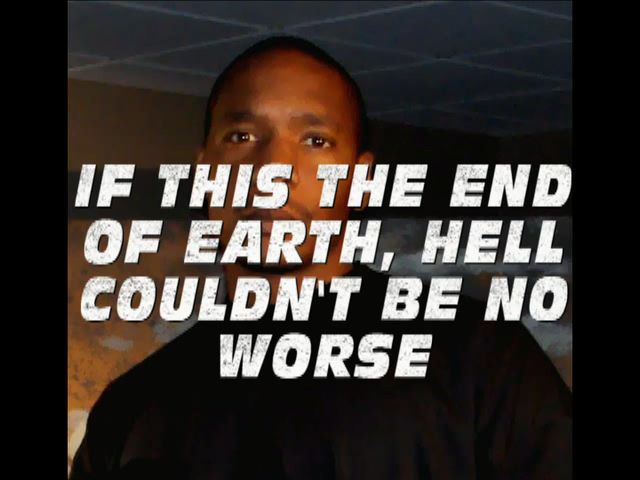 IF THIS THE END
OF EARTH, HELL
COULDN'T BE NO
WORSE